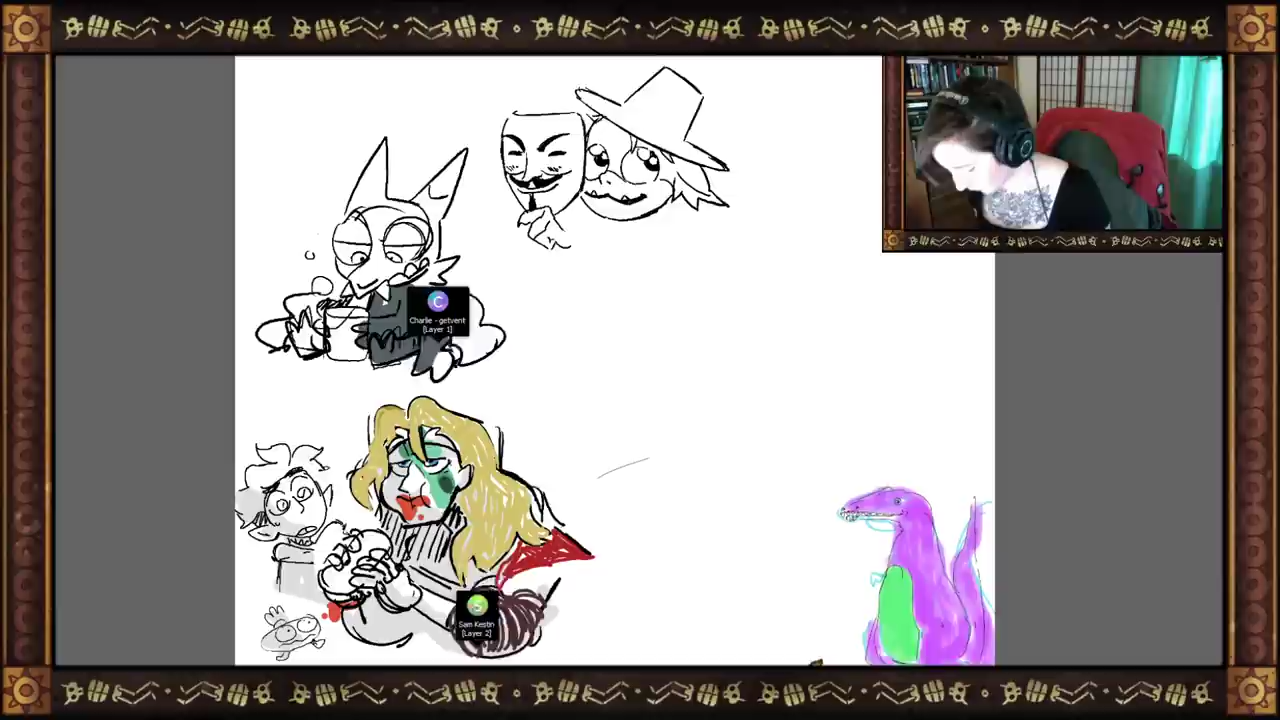 C
Charlie - getvent
[Layer 1]
S
Sam Kestin
[Layer 2]